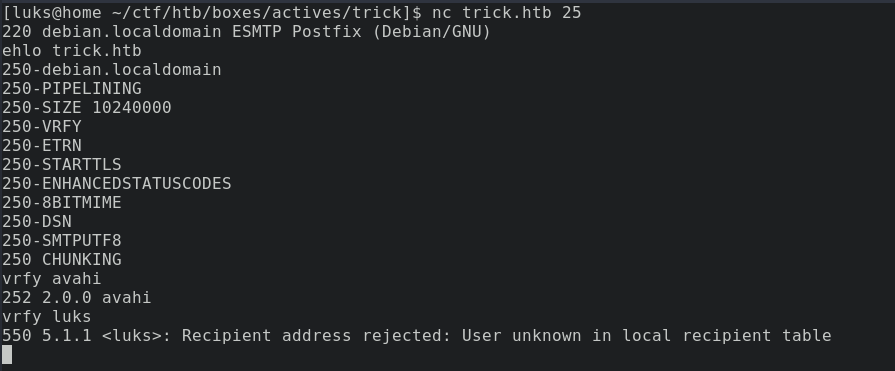 [luks@home ~/ctf/htb/boxes/actives/trick]$ nc trick.htb 25
220 debian.localdomain ESMTP Postfix (Debian/GNU)
ehlo trick.htb
250-debian.localdomain
250-PIPELINING
250-SIZE 10240000
250-VRFY
250-ETRN
250-STARTTLS
250-ENHANCEDSTATUSCODES
250-8BITMIME
250-DSN
250-SMTPUTF8
250 CHUNKING
vrfy avahi
252 2.0.0 avahi
vrfy luks
550 5.1.1 <luks>: Recipient address rejected: User unknown in local recipient table